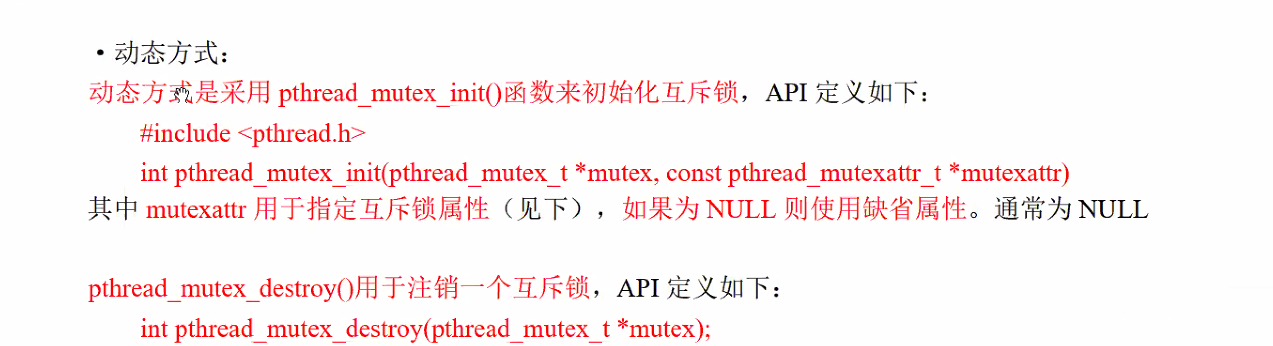 •动态方式：
动态方式是采用 pthread_mutex_init()函数来初始化互斥锁，API 定义如下：
#include <pthread.h>
int pthread_mutex_init(pthread_mutex_t *mutex, const pthread_mutexattr_t *mutexattr)
其中 mutexattr 用于指定互斥锁属性（见下），如果为 NULL 则使用缺省属性。通常为 NULL
pthread_mutex_destroy()用于注销一个互斥锁，API 定义如下：
int pthread_mutex_destroy(pthread_mutex_t *mutex);